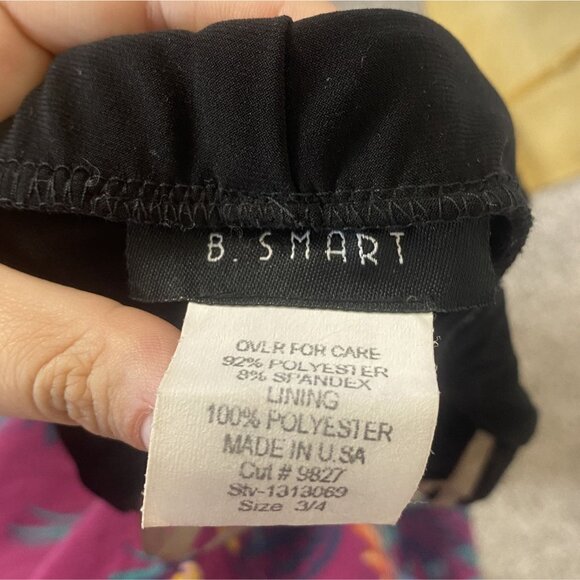 B. SMART
OVER FOR CARE
92% POLYESTER
8% SPANDEX
LINING
100% POLYESTER
MADE IN U.S.A
Cut # 9827
Sty-1313069
Size 3/4